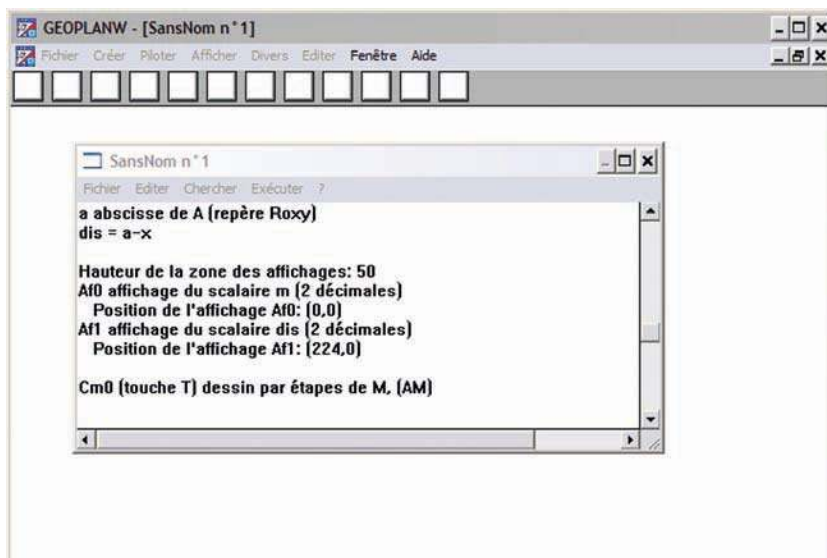 GEOPLANW - [SansNom n°1]
Fichier Créer Piloter Afficher Divers Editer Fenêtre Aide
SansNom n°1
Fichier Editer Chercher Exécuter ?
a abscisse de A (repère Roxy)
dis = a-x
Hauteur de la zone des affichages: 50
Af0 affichage du scalaire m (2 décimales)
Position de l'affichage Af0: (0,0)
Af1 affichage du scalaire dis (2 décimales)
Position de l'affichage Af1: (224,0)
Cm0 (touche T) dessin par étapes de M, (AM)